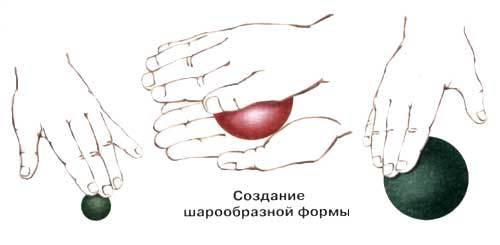 Создание
шарообразной формы